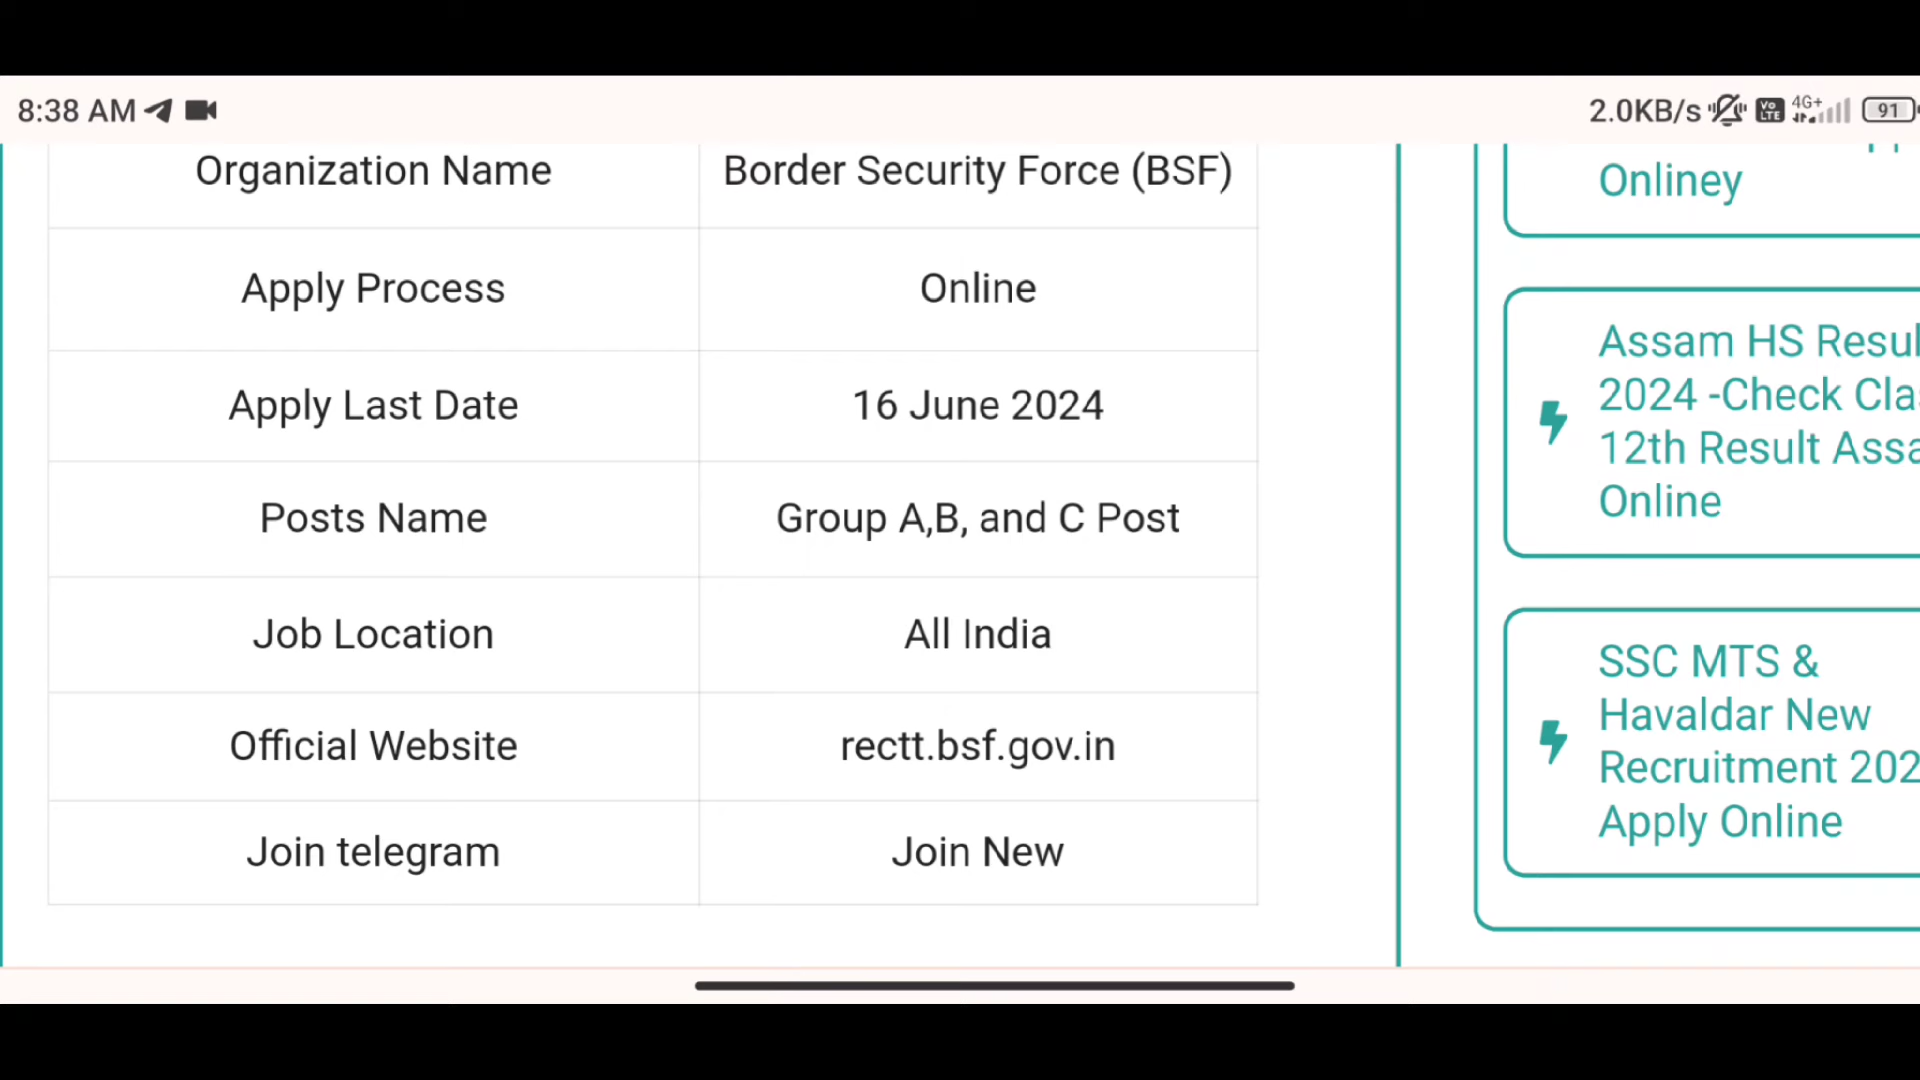 8:38 AM
2.0KB/s Vo LTE 4G+ 91
Organization Name Border Security Force (BSF)
Apply Process Online
Apply Last Date 16 June 2024
Posts Name Group A,B, and C Post
Job Location All India
Official Website rectt.bsf.gov.in
Join telegram Join New
Onliney
Assam HS Resul
2024 -Check Clas
12th Result Assa
Online
SSC MTS &
Havaldar New
Recruitment 202
Apply Online